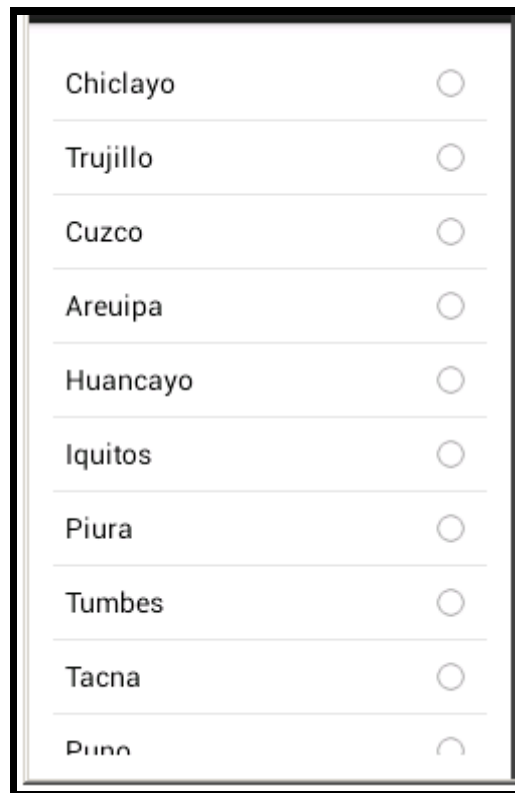 Chiclayo
Trujillo
Cuzco
Areuipa
Huancayo
Iquitos
Piura
Tumbes
Tacna
Puno